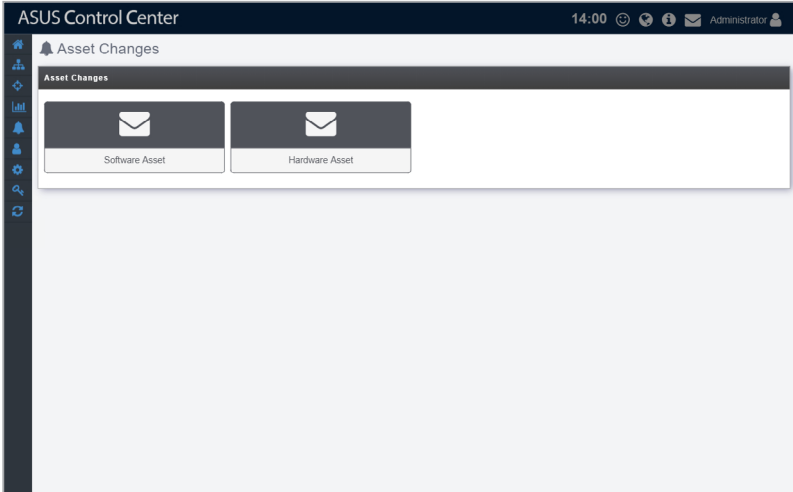 ASUS Control Center
14:00 Administrator
Asset Changes
Asset Changes
Software Asset Hardware Asset